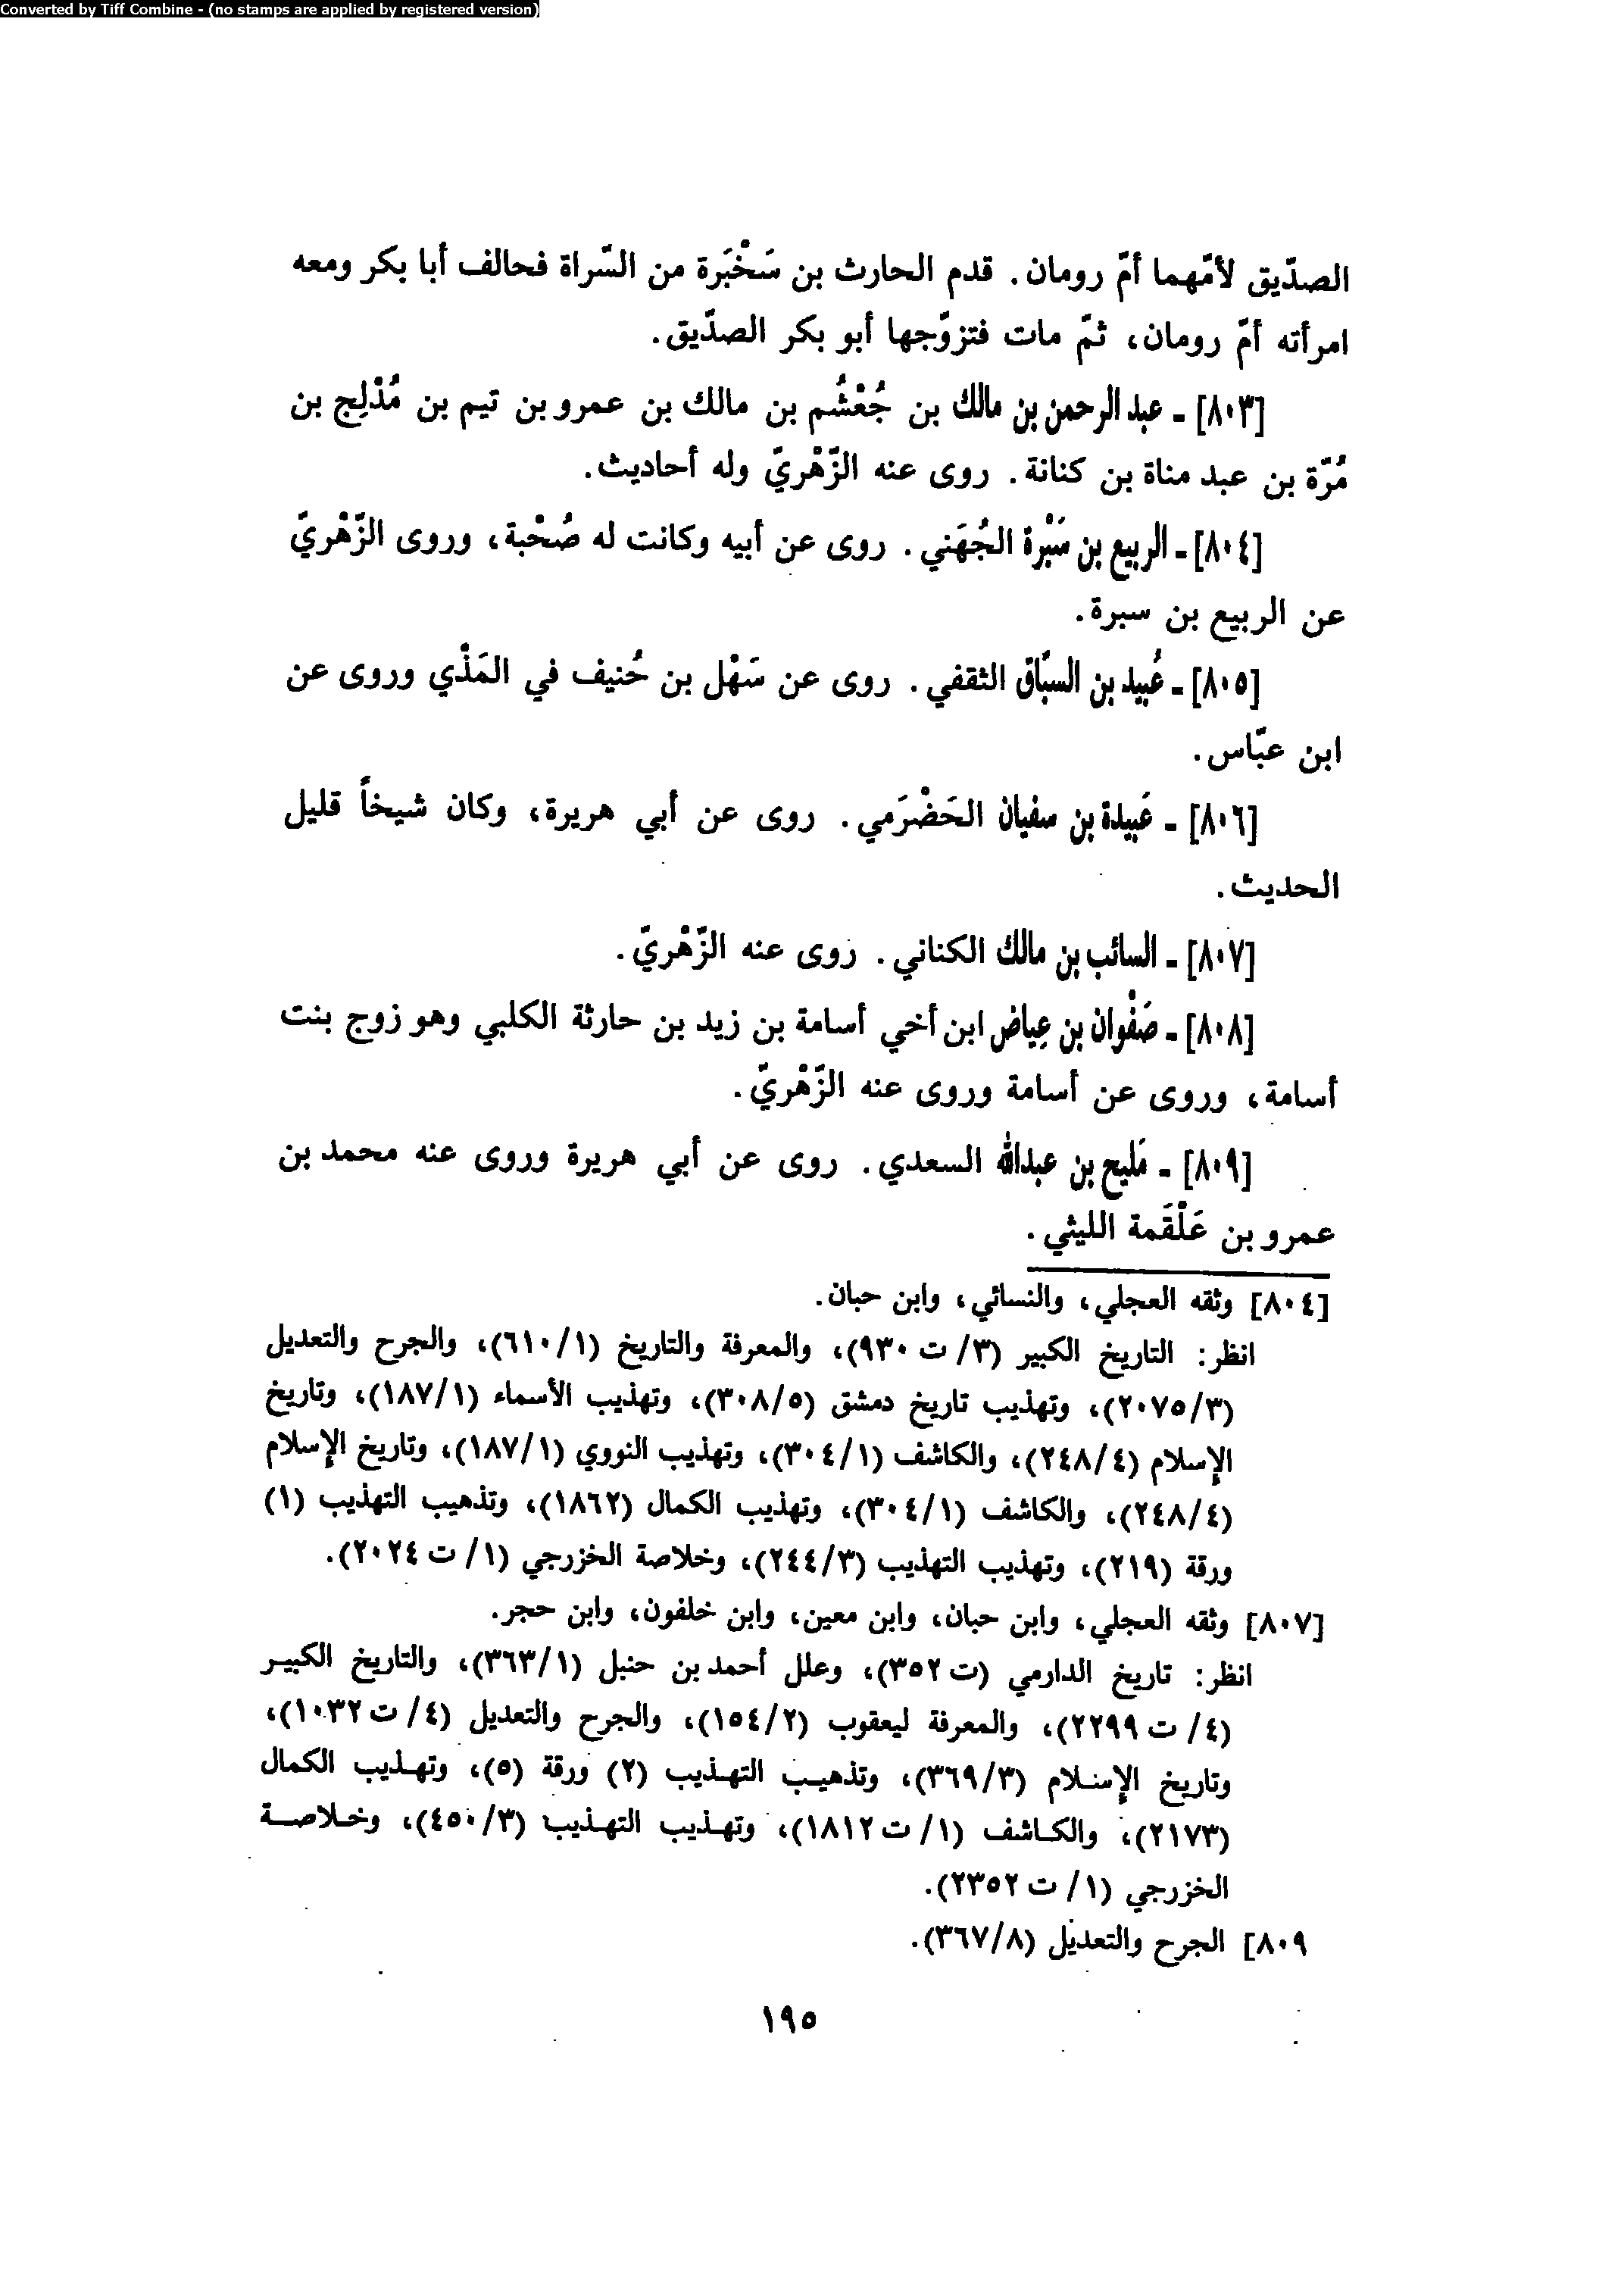 Converted by Tiff Combine - (no stamps are applied by registered version)
الصدّيق لأمّهما أمّ رومان. قدم الحارث بن سَخْبَرة من السّراة فحالف أبا بكر ومعه
امرأته أمّ رومان، ثمّ مات فتزوّجها أبو بكر الصدّيق.
[٨٠٣] ـ عبد الرحمن بن مالك بن جُعْشُم بن مالك بن عمرو بن تيم بن مُدْلِج بن
مُرّة بن عبد مناة بن كنانة. روى عنه الزّهْريّ وله أحاديث.
[٨٠٤] ـ الربيع بن سَبْرة الجُهَني. روى عن أبيه وكانت له صُحْبة، وروى الزّهْريّ
عن الربيع بن سبرة.
[٨٠٥] ـ عُبيد بن السبّاق الثقفي. روى عن سَهْل بن حُنيف في المَذْي وروى عن
ابن عبّاس.
[٨٠٦] ـ عَبيدة بن سفيان الحَضْرَمي. روى عن أبي هريرة، وكان شيخاً قليل
الحديث.
[٨٠٧] ـ السائب بن مالك الكناني. روى عنه الزّهْريّ.
[٨٠٨] ـ صَفْوان بن عِياض ابن أخي أسامة بن زيد بن حارثة الكلبي وهو زوج بنت
أسامة، وروى عن أسامة وروى عنه الزّهْريّ.
[٨٠٩] ـ مَليح بن عبدالله السعدي. روى عن أبي هريرة وروى عنه محمد بن
عمرو بن عَلْقَمة الليثي.
[٨٠٤] وثقه العجلي، والنسائي، وابن حبان.
انظر: التاريخ الكبير (٣/ ت ٩٣٠)، والمعرفة والتاريخ (٦١٠/١)، والجرح والتعديل
(٢٠٧٥/٣)، وتهذيب تاريخ دمشق (٣٠٨/٥)، وتهذيب الأسماء (١٨٧/١)، وتاريخ
الإسلام (٢٤٨/٤)، والكاشف (٣٠٤/١)، وتهذيب النووي (١٨٧/١)، وتاريخ الإسلام
(٢٤٨/٤)، والكاشف (٣٠٤/١)، وتهذيب الكمال (١٨٦٢)، وتذهيب التهذيب (١)
ورقة (٢١٩)، وتهذيب التهذيب (٢٤٤/٣)، وخلاصة الخزرجي (١/ ت ٢٠٢٤).
[٨٠٧] وثقه العجلي، وابن حبان، وابن معين، وابن خلفون، وابن حجر.
انظر: تاريخ الدارمي (ت ٣٥٢)، وعلل أحمد بن حنبل (٣٦٣/١)، والتاريخ الكبير
(٤/ ت ٢٢٩٩)، والمعرفة ليعقوب (١٥٤/٢)، والجرح والتعديل (٤/ ت ١٠٣٢)،
وتاريخ الإسلام (٣٦٩/٣)، وتذهيب التهذيب (٢) ورقة (٥)، وتهذيب الكمال
(٢١٧٣)، والكاشف (١/ ت ١٨١٢)، وتهذيب التهذيب (٤٥٠/٣)، وخلاصة
الخزرجي (١/ ت ٢٣٥٢).
٨٠٩] الجرح والتعديل (٣٦٧/٨).
١٩٥